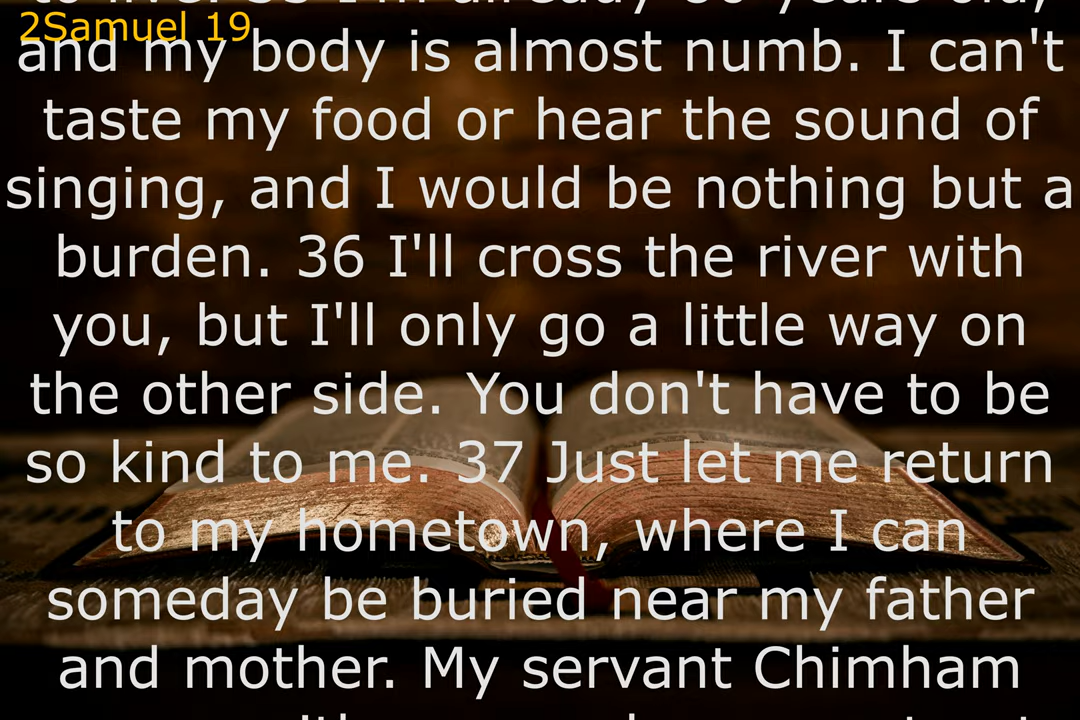 2Samuel 19
and my body is almost numb. I can't
taste my food or hear the sound of
singing, and I would be nothing but a
burden. 36 I'll cross the river with
you, but I'll only go a little way on
the other side. You don't have to be
so kind to me. 37 Just let me return
to my hometown, where I can
someday be buried near my father
and mother. My servant Chimham